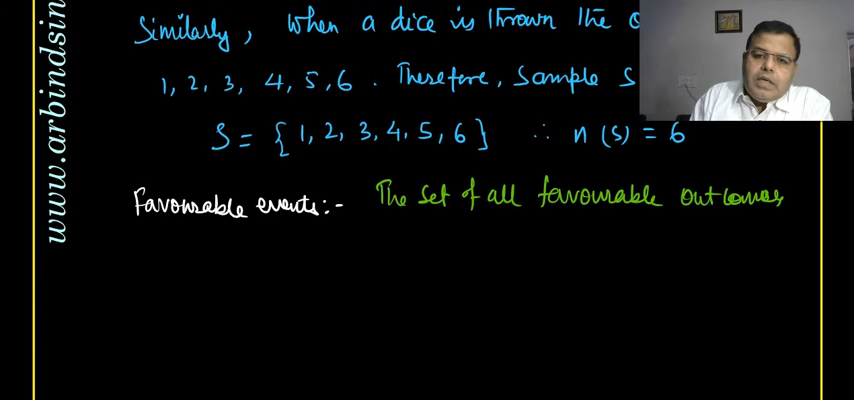 www.arbindsin
Similarly, When a dice is thrown the
1, 2, 3, 4, 5, 6. Therefore, Sample S
S = { 1, 2, 3, 4, 5, 6 } ∴ n (S) = 6
Favourable events:- The set of all favourable outcomes